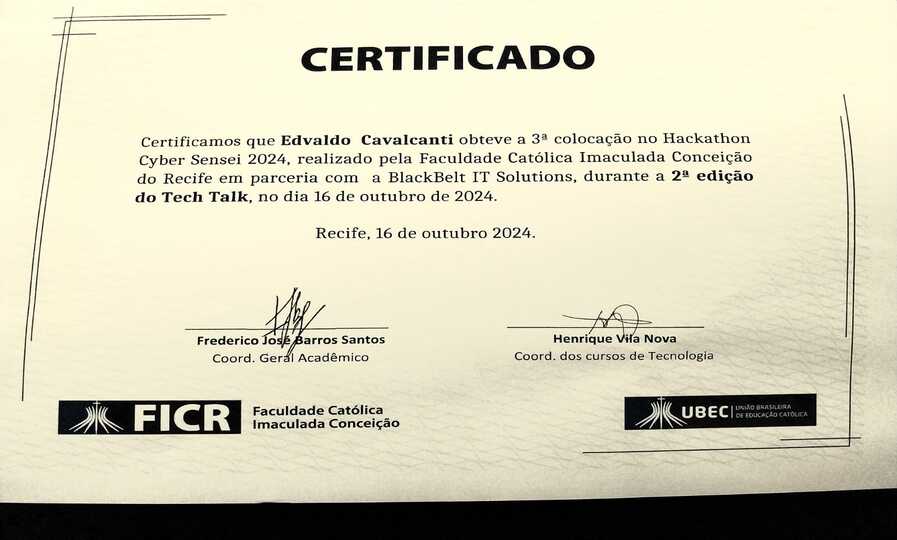 CERTIFICADO
Certificamos que Edvaldo Cavalcanti obteve a 3ª colocação no Hackathon
Cyber Sensei 2024, realizado pela Faculdade Católica Imaculada Conceição
do Recife em parceria com a BlackBelt IT Solutions, durante a 2ª edição
do Tech Talk, no dia 16 de outubro de 2024.
Recife, 16 de outubro 2024.
Frederico José Barros Santos
Coord. Geral Acadêmico
Henrique Vila Nova
Coord. dos cursos de Tecnologia
FICR
Faculdade Católica
Imaculada Conceição
UBEC
UNIÃO BRASILEIRA
DE EDUCAÇÃO CATÓLICA